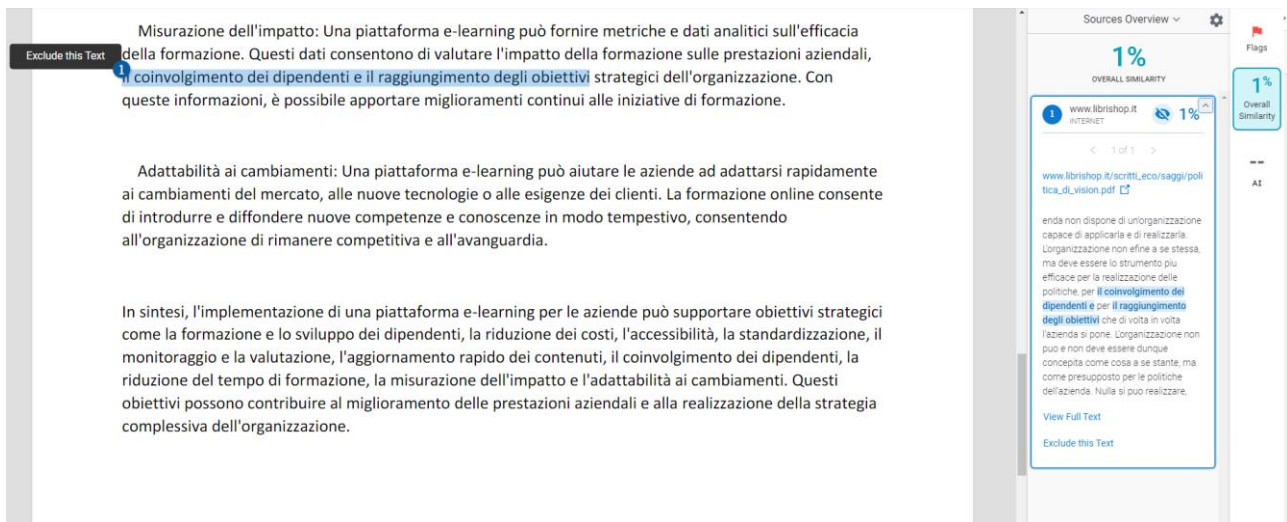 Misurazione dell'impatto: Una piattaforma e-learning può fornire metriche e dati analitici sull'efficacia
della formazione. Questi dati consentono di valutare l'impatto della formazione sulle prestazioni aziendali,
il coinvolgimento dei dipendenti e il raggiungimento degli obiettivi strategici dell'organizzazione. Con
queste informazioni, è possibile apportare miglioramenti continui alle iniziative di formazione.
Exclude this Text
1
Adattabilità ai cambiamenti: Una piattaforma e-learning può aiutare le aziende ad adattarsi rapidamente
ai cambiamenti del mercato, alle nuove tecnologie o alle esigenze dei clienti. La formazione online consente
di introdurre e diffondere nuove competenze e conoscenze in modo tempestivo, consentendo
all'organizzazione di rimanere competitiva e all'avanguardia.
In sintesi, l'implementazione di una piattaforma e-learning per le aziende può supportare obiettivi strategici
come la formazione e lo sviluppo dei dipendenti, la riduzione dei costi, l'accessibilità, la standardizzazione, il
monitoraggio e la valutazione, l'aggiornamento rapido dei contenuti, il coinvolgimento dei dipendenti, la
riduzione del tempo di formazione, la misurazione dell'impatto e l'adattabilità ai cambiamenti. Questi
obiettivi possono contribuire al miglioramento delle prestazioni aziendali e alla realizzazione della strategia
complessiva dell'organizzazione.
Sources Overview
1%
OVERALL SIMILARITY
1 www.librishop.it 1%
INTERNET
< 1 of 1 >
www.librishop.it/scritti_eco/saggi/poli
tica_di_vision.pdf
enda non dispone di un'organizzazione
capace di applicarla e di realizzarla.
L'organizzazione non efine a se stessa,
ma deve essere lo strumento piu
efficace per la realizzazione delle
politiche, per il coinvolgimento dei
dipendenti e per il raggiungimento
degli obiettivi che di volta in volta
l'azienda si pone. L'organizzazione non
puo e non deve essere dunque
concepita come cosa a se stante, ma
come presupposto per le politiche
dell'azienda. Nulla si puo realizzare,
View Full Text
Exclude this Text
Flags
1%
Overall
Similarity
--
AI